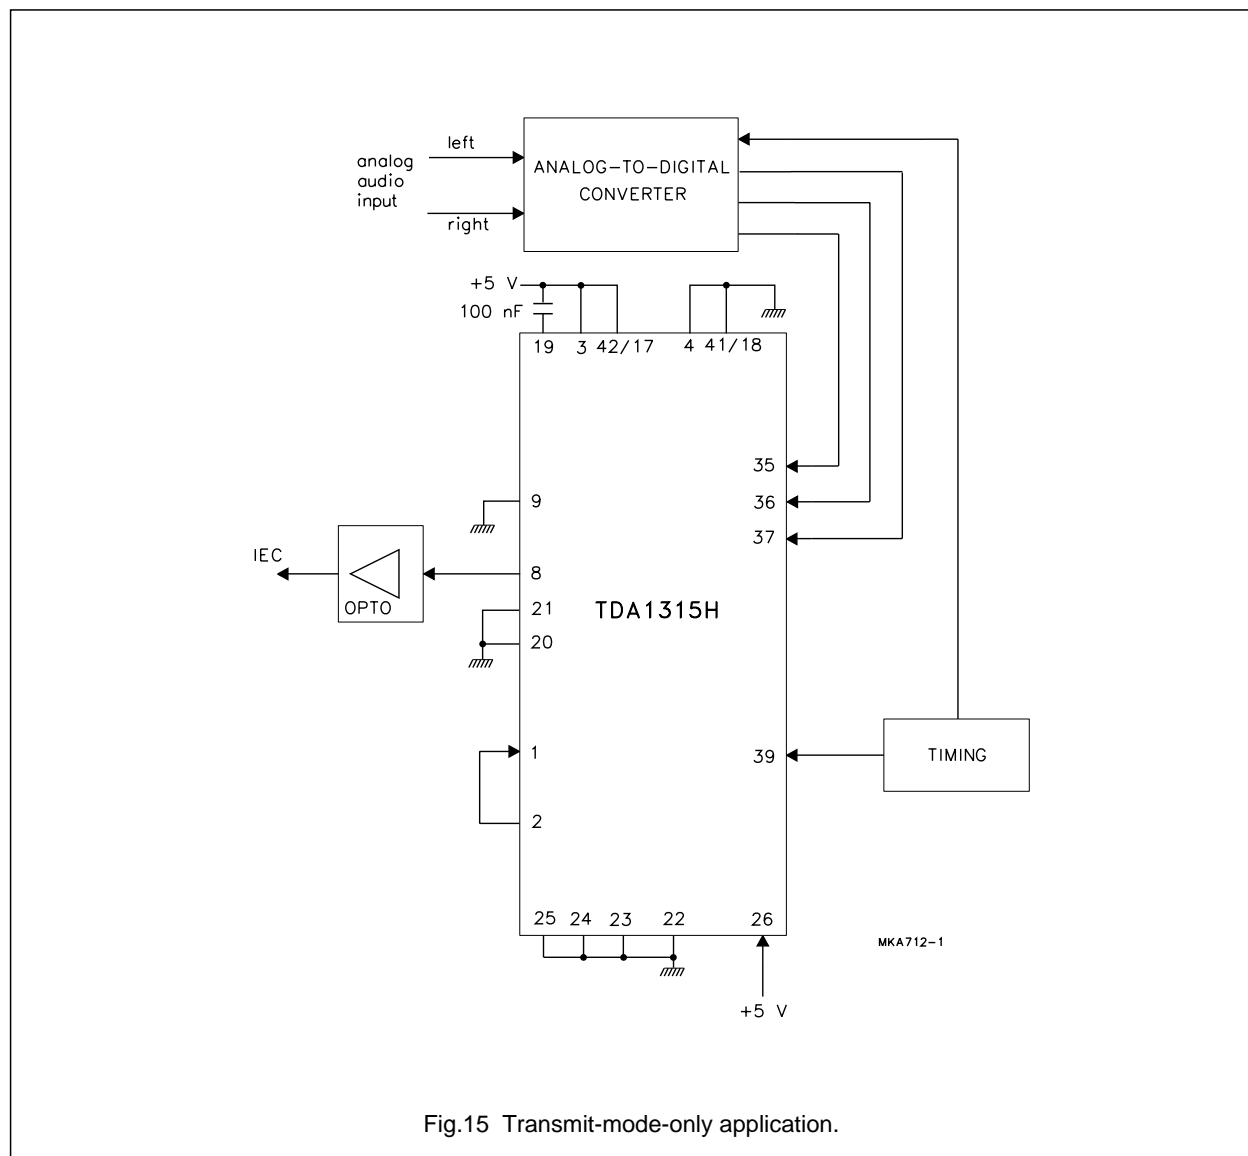 left
analog
audio
input
right
ANALOG-TO-DIGITAL
CONVERTER
+5 V
100 nF
19 3 42/17 4 41/18
35
36
37
9
IEC
8
OPTO
21
20
TDA1315H
1
39
TIMING
2
25 24 23 22 26
MKA712-1
+5 V
Fig.15 Transmit-mode-only application.